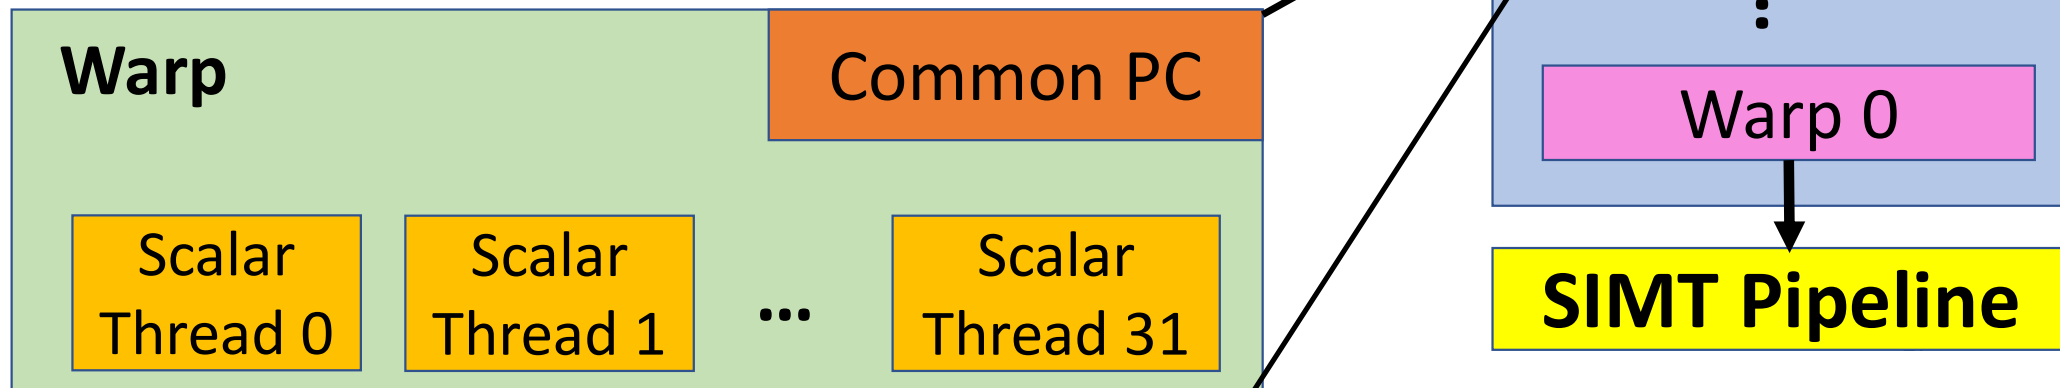 Warp
Common PC
Scalar
Thread 0
Scalar
Thread 1
...
Scalar
Thread 31
⋮
Warp 0
SIMT Pipeline